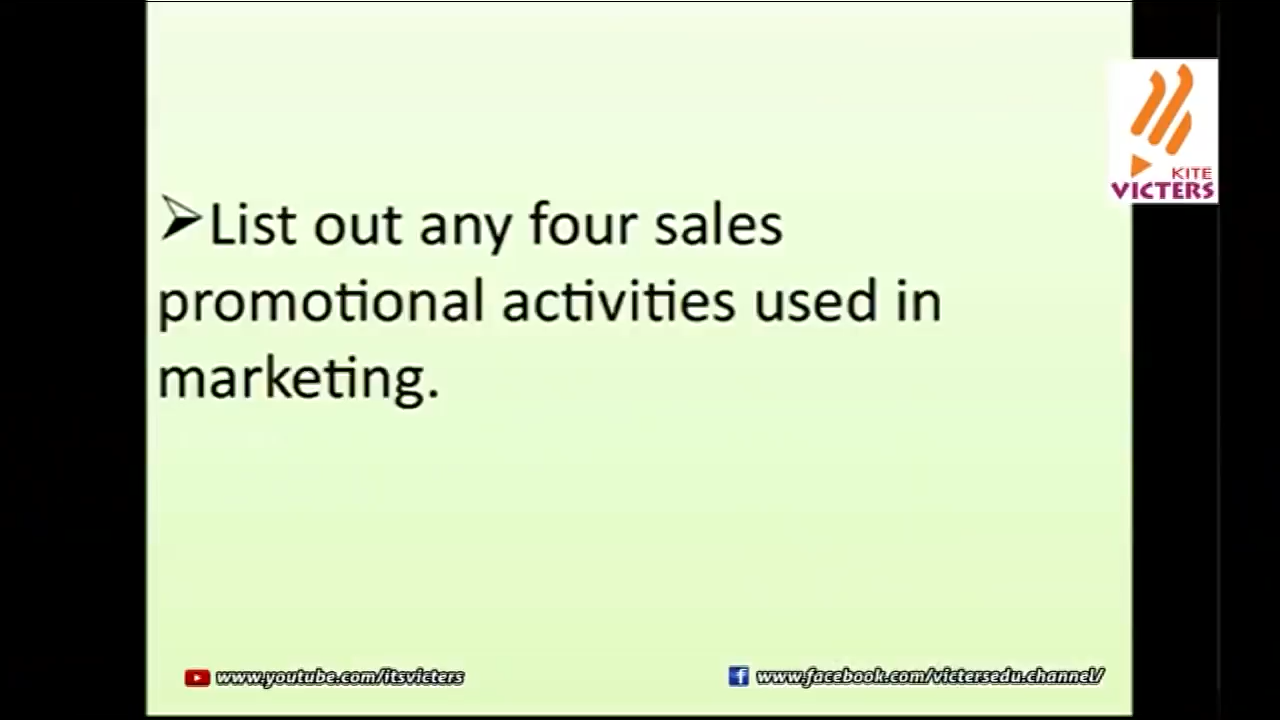 KITE
VICTERS
➢List out any four sales
promotional activities used in
marketing.
www.youtube.com/itsvicters
www.facebook.com/victersedu.channel/